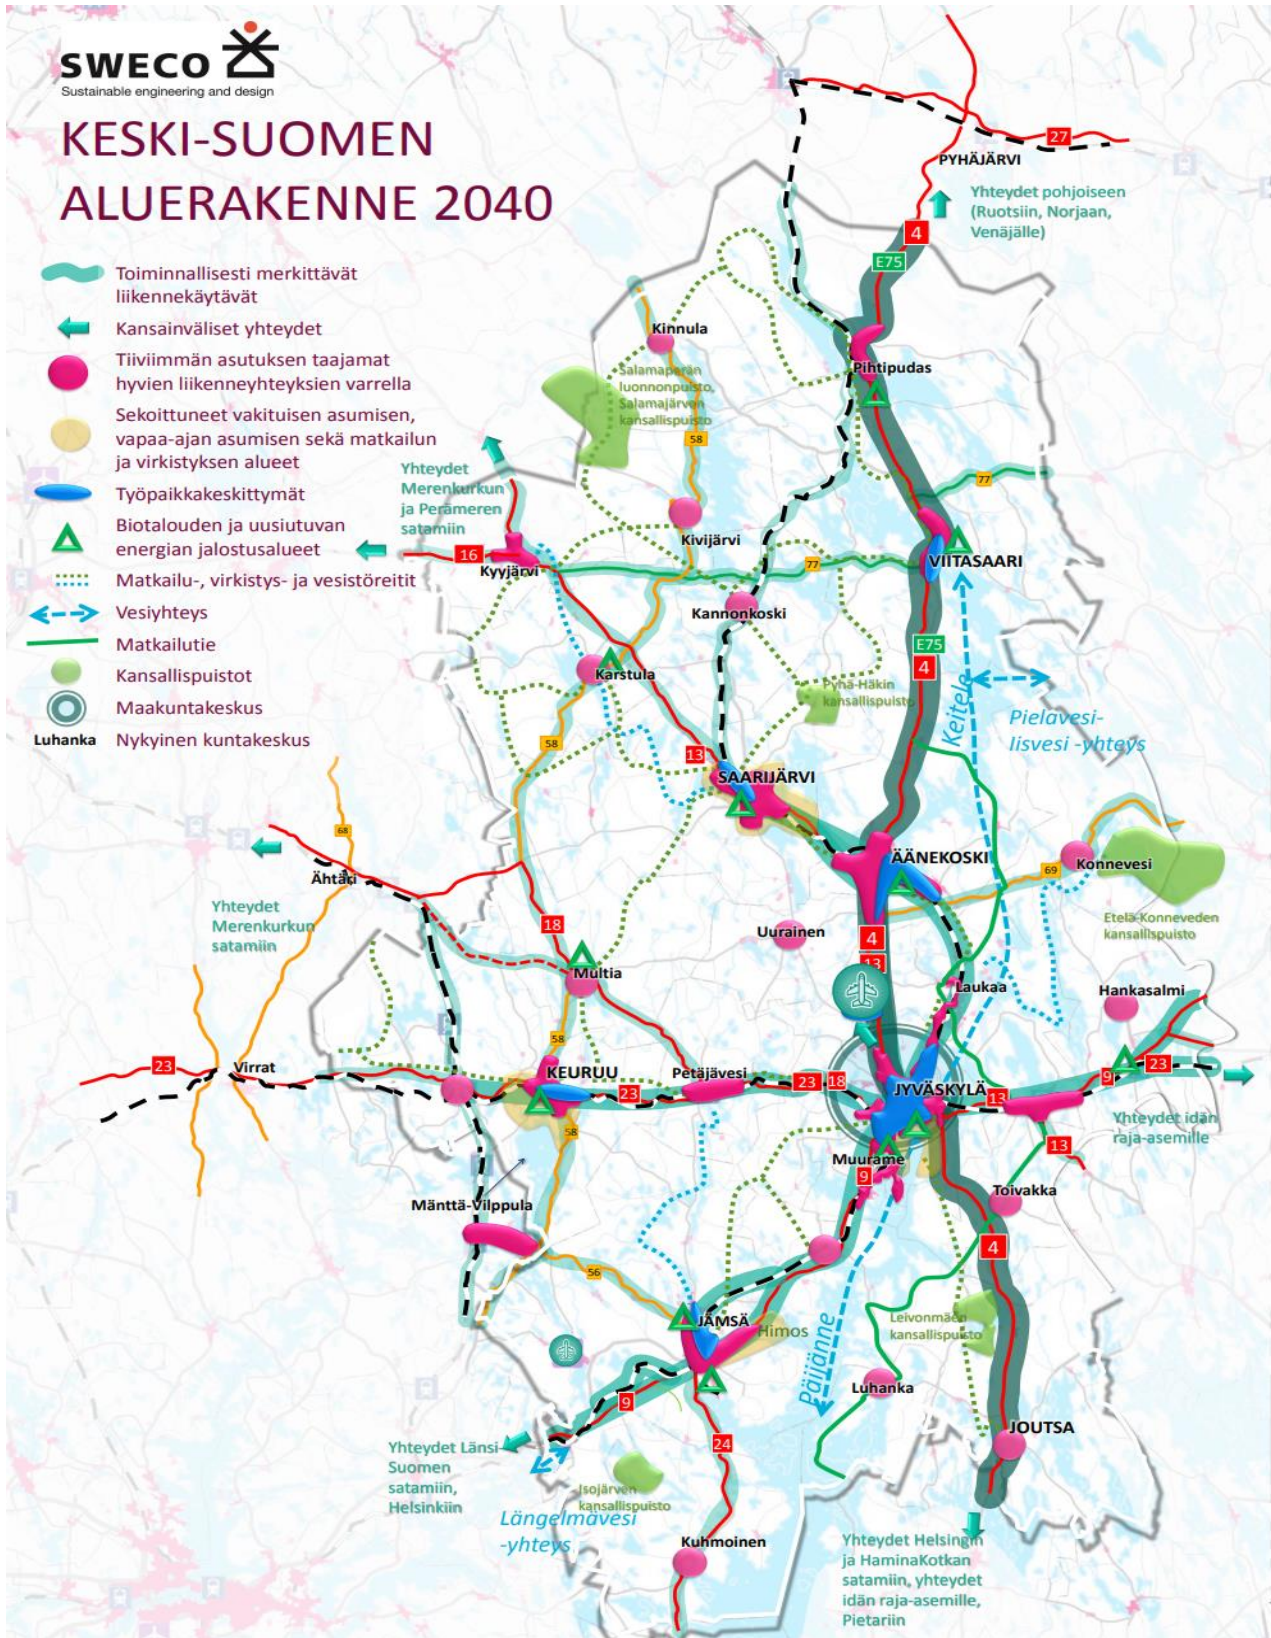 SWECO
Sustainable engineering and design
KESKI-SUOMEN
ALUERAKENNE 2040
Toiminnallisesti merkittävät
liikennekäytävät
Kansainväliset yhteydet
Tiiviimmän asutuksen taajamat
hyvien liikenneyhteyksien varrella
Sekoittuneet vakituisen asumisen,
vapaa-ajan asumisen sekä matkailun
ja virkistyksen alueet
Työpaikkakeskittymät
Biotalouden ja uusiutuvan
energian jalostusalueet
Matkailu-, virkistys- ja vesistöreitit
Vesiyhteys
Matkailutie
Kansallispuistot
Maakuntakeskus
Luhanka Nykyinen kuntakeskus
27
PYHÄJÄRVI
Yhteydet pohjoiseen
(Ruotsiin, Norjaan,
Venäjälle)
4
E75
Kinnula
Pihtipudas
Salamaperän
luonnonpuisto,
Salamajärven
kansallispuisto
58
Yhteydet
Merenkurkun
ja Perämeren
satamiin
77
Kivijärvi
16
Kyyjärvi
77
VIITASAARI
Kannonkoski
E75
4
Karstula
Pyhä-Häkin
kansallispuisto
Keitele
Pielavesi-
Iisvesi -yhteys
58
13
SAARIJÄRVI
68
Ähtäri
ÄÄNEKOSKI
69
Konnevesi
Yhteydet
Merenkurkun
satamiin
18
Uurainen
4
13
Etelä-Konneveden
kansallispuisto
Multia
Laukaa
Hankasalmi
58
23
Virrat
KEURUU
23
Petäjävesi
23
18
JYVÄSKYLÄ
13
9
23
58
Yhteydet idän
raja-asemille
13
Muurame
9
Toivakka
Mänttä-Vilppula
4
56
JÄMSÄ
Himos
Leivonmäen
kansallispuisto
Päijänne
Luhanka
9
24
JOUTSA
Yhteydet Länsi-
Suomen
satamiin,
Helsinkiin
Isojärven
kansallispuisto
Längelmävesi
-yhteys
Kuhmoinen
Yhteydet Helsingin
ja HaminaKotkan
satamiin, yhteydet
idän raja-asemille,
Pietariin